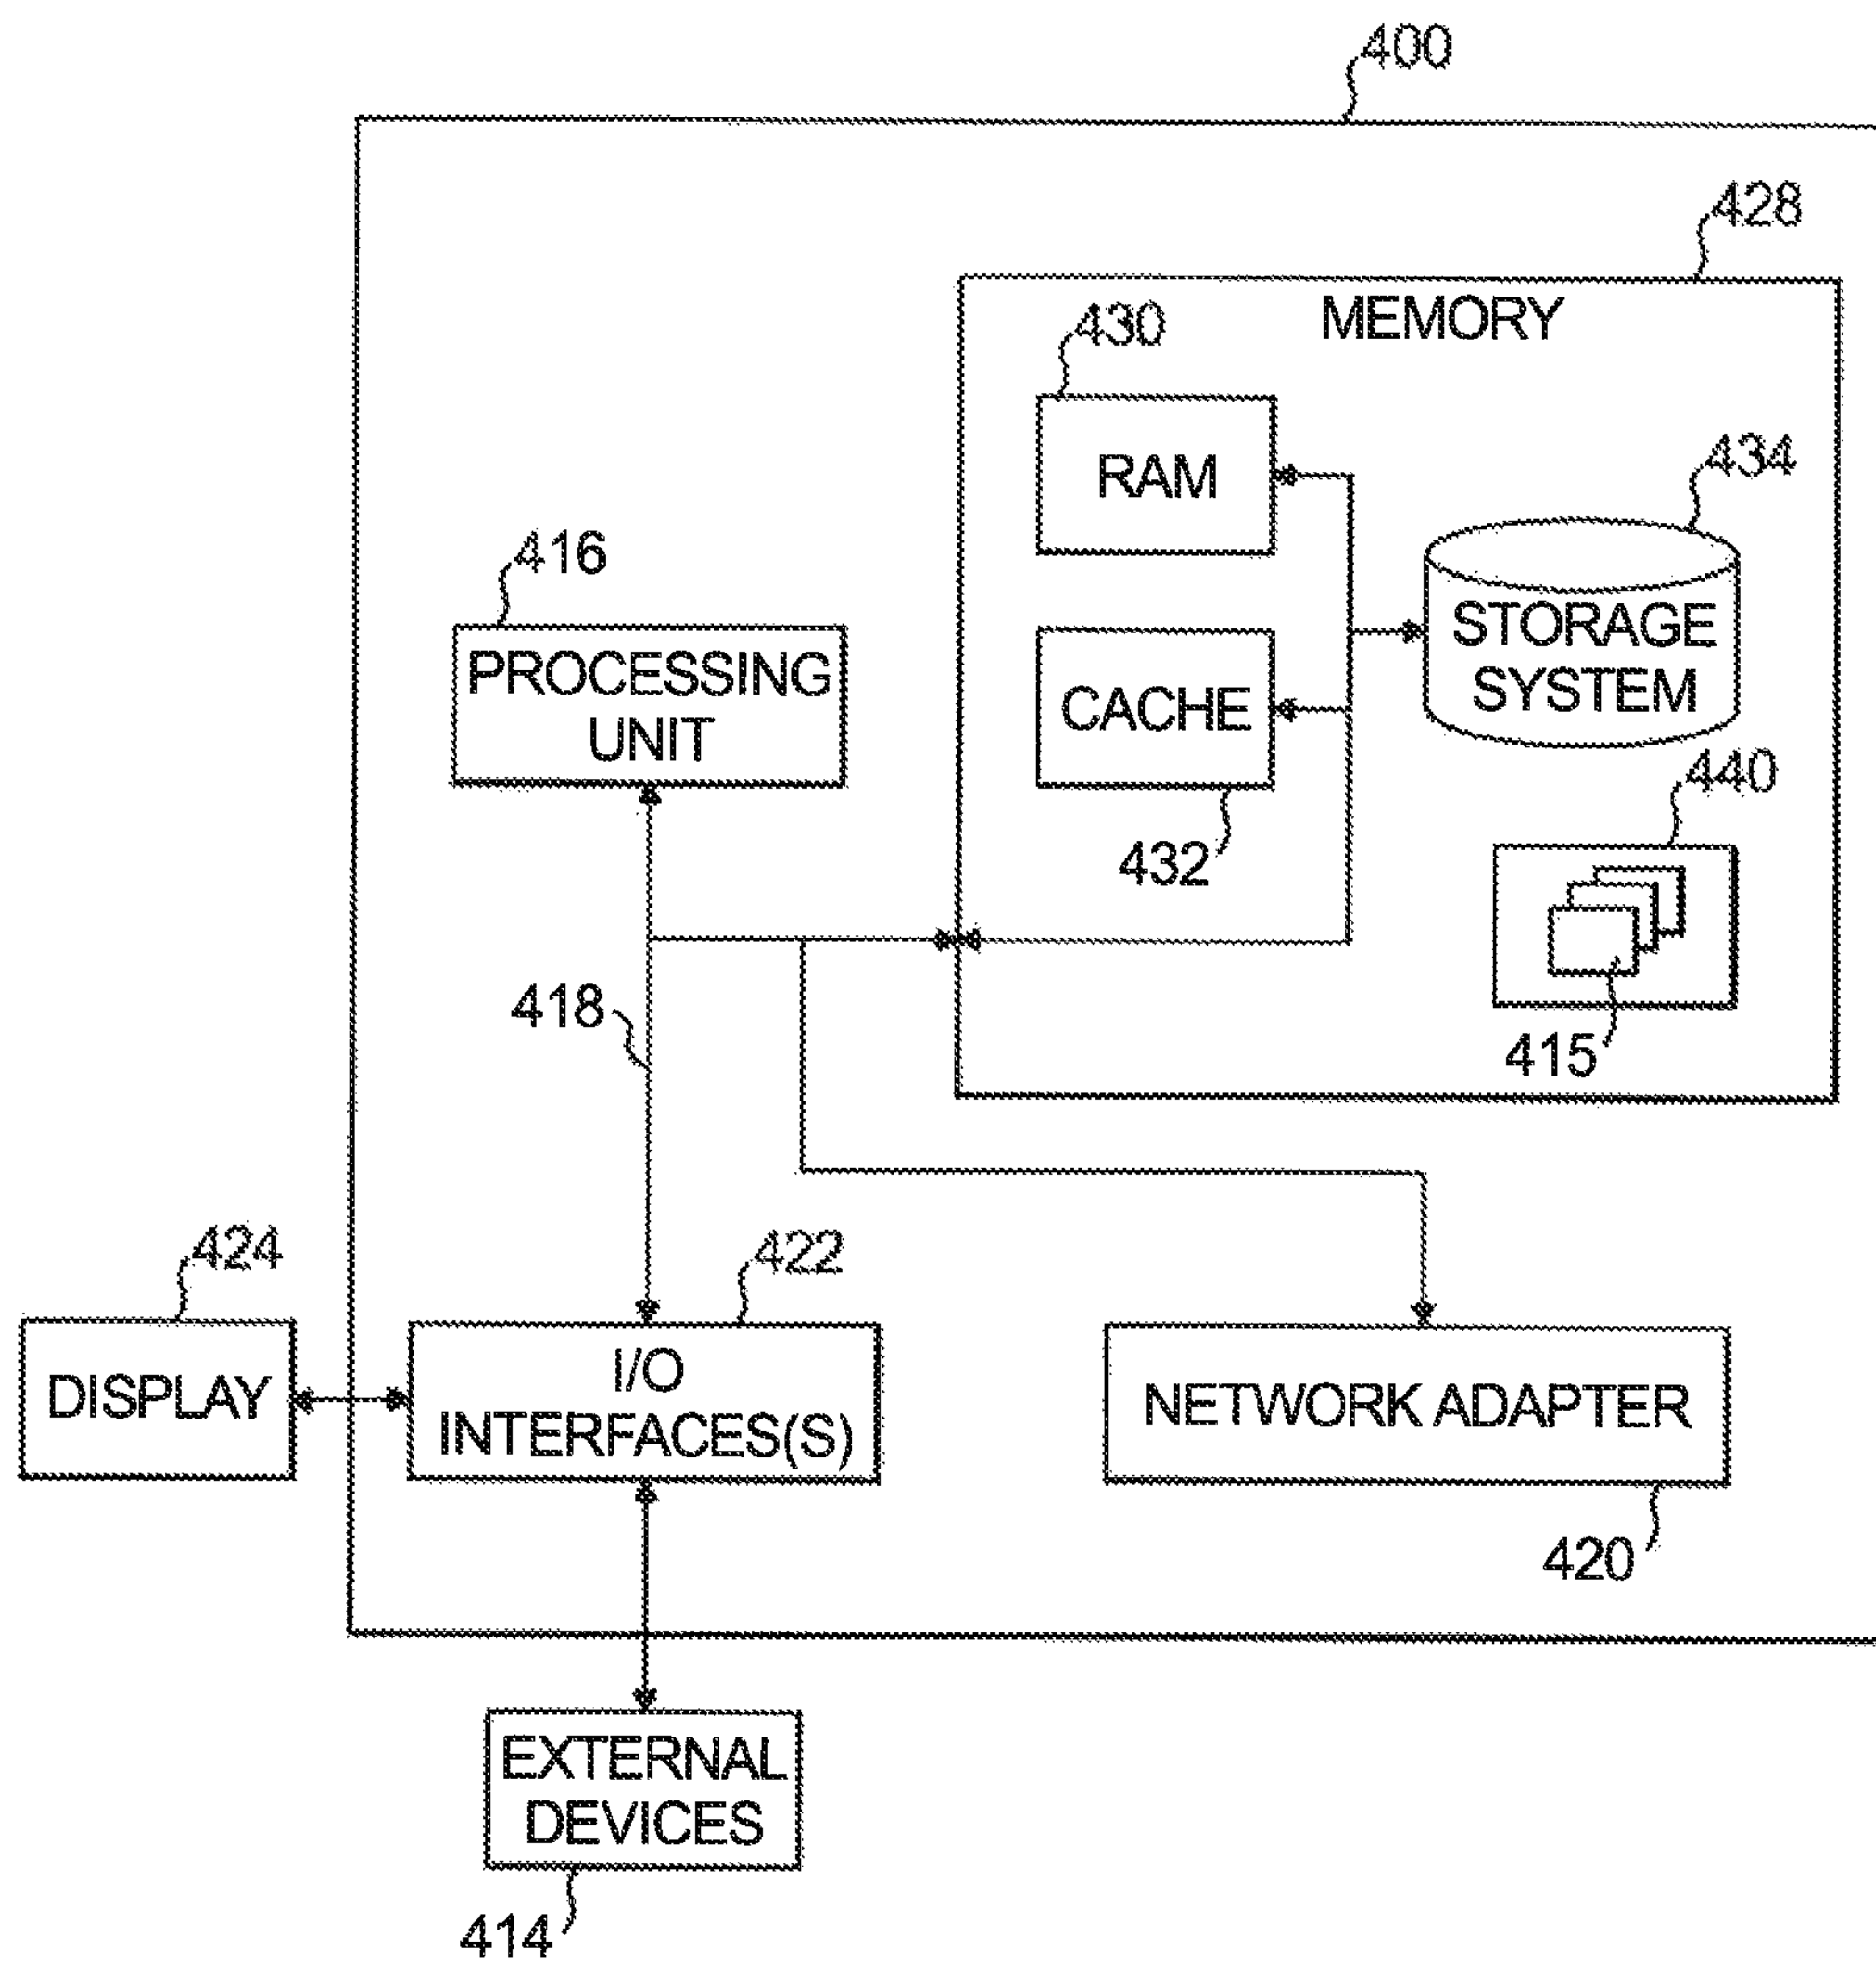 400
428
MEMORY
430
RAM
434
STORAGE
SYSTEM
416
PROCESSING
UNIT
CACHE
432
440
415
418
424
DISPLAY
422
I/O
INTERFACES(S)
NETWORK ADAPTER
420
EXTERNAL
DEVICES
414